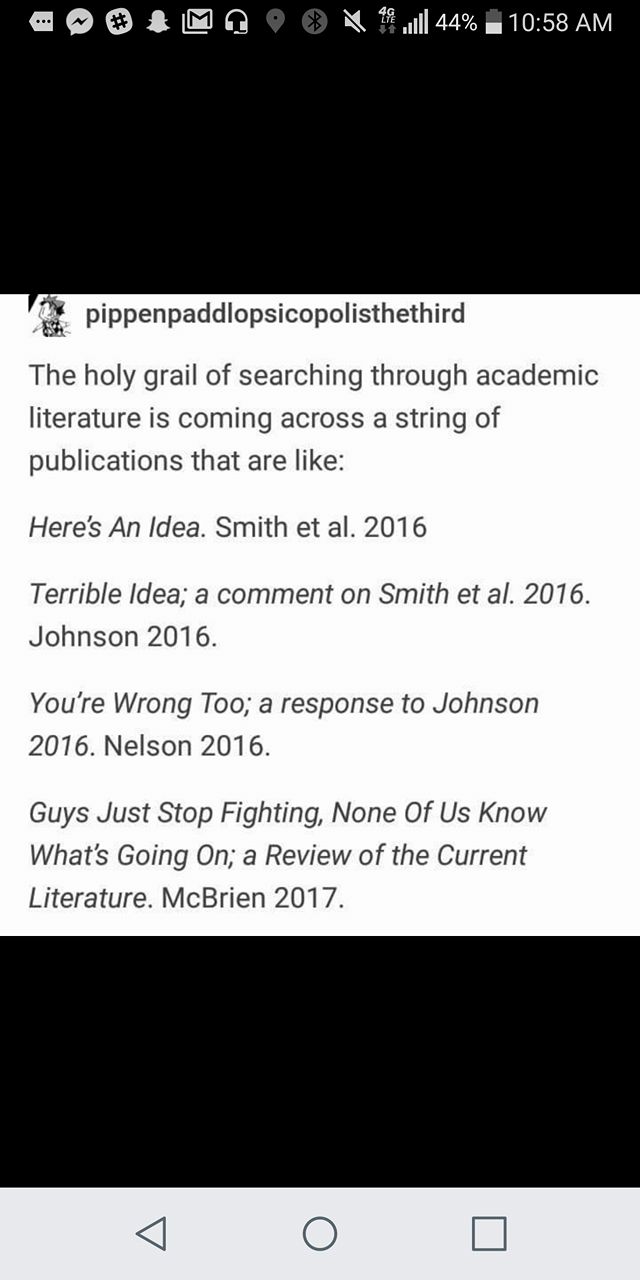 4G
LTE
44%
10:58 AM
pippenpaddlopsicopolisthethird
The holy grail of searching through academic
literature is coming across a string of
publications that are like:
Here's An Idea. Smith et al. 2016
Terrible Idea; a comment on Smith et al. 2016.
Johnson 2016.
You're Wrong Too; a response to Johnson
2016. Nelson 2016.
Guys Just Stop Fighting, None Of Us Know
What's Going On; a Review of the Current
Literature. McBrien 2017.